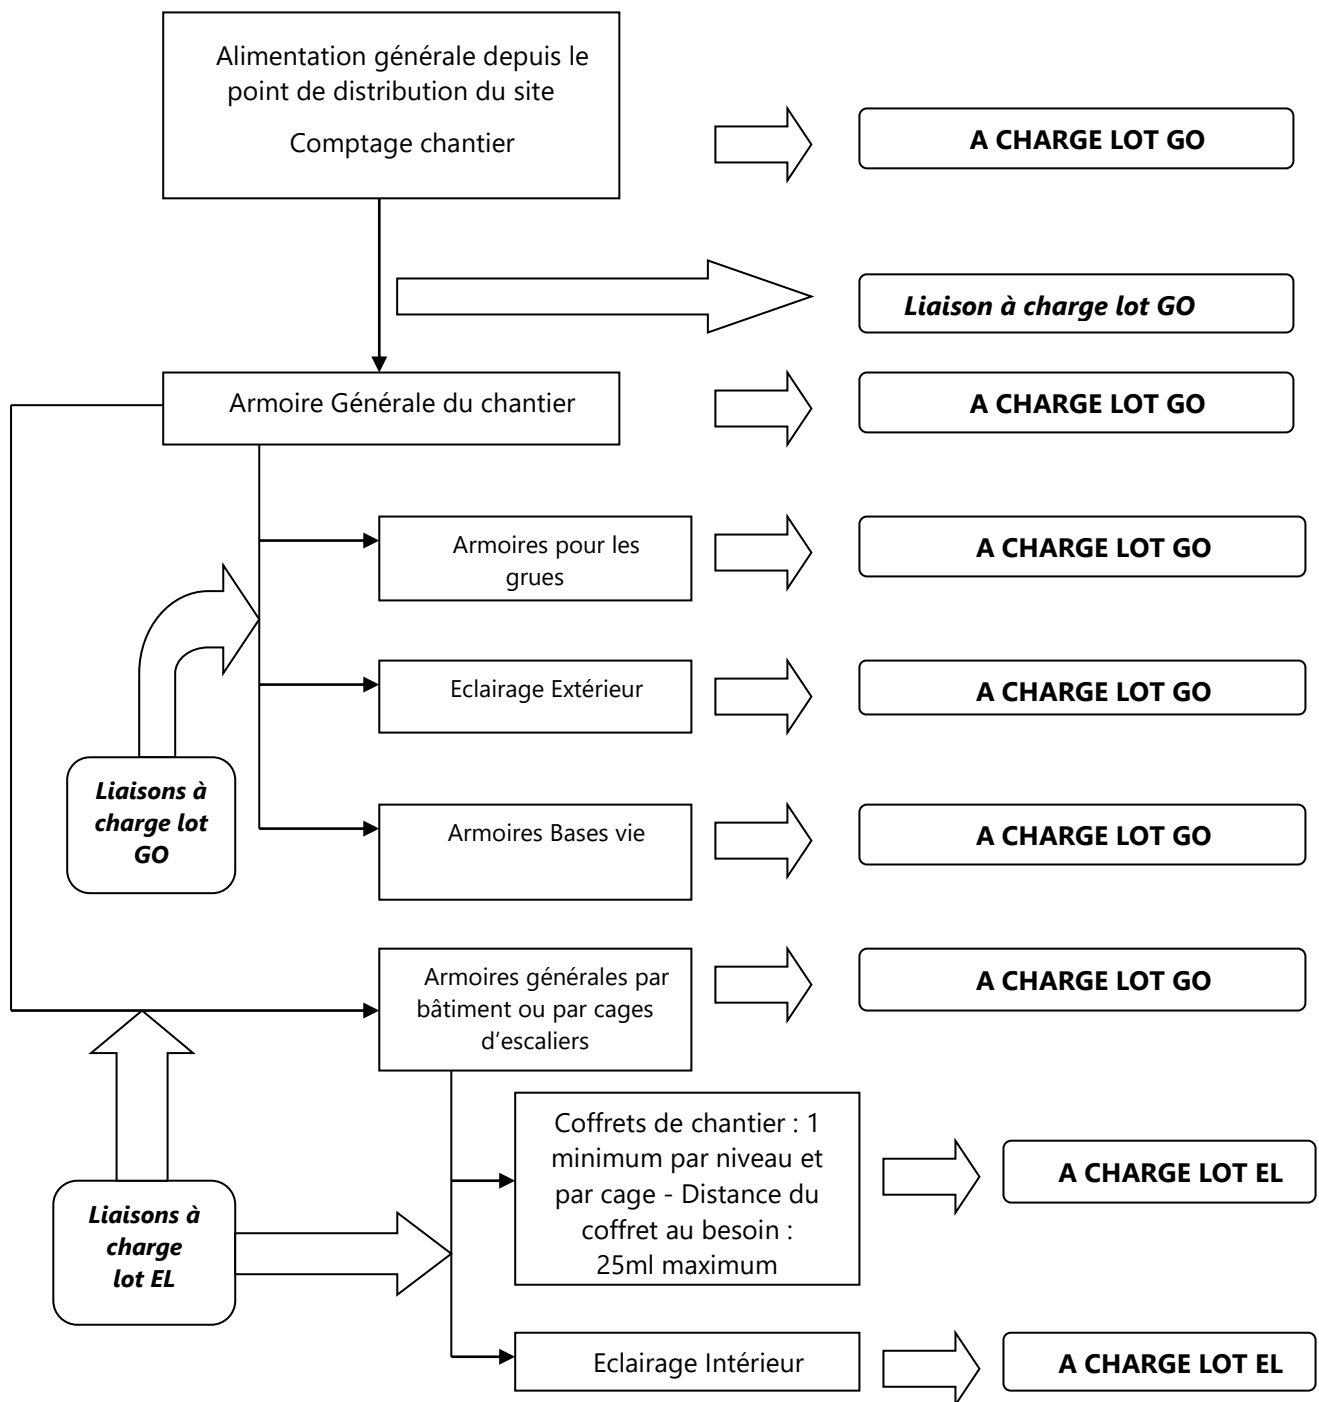 Alimentation générale depuis le
point de distribution du site
Comptage chantier
A CHARGE LOT GO
Liaison à charge lot GO
Armoire Générale du chantier
A CHARGE LOT GO
Armoires pour les
grues
A CHARGE LOT GO
Eclairage Extérieur
A CHARGE LOT GO
Liaisons à
charge lot
GO
Armoires Bases vie
A CHARGE LOT GO
Armoires générales par
bâtiment ou par cages
d'escaliers
A CHARGE LOT GO
Coffrets de chantier : 1
minimum par niveau et
par cage - Distance du
coffret au besoin :
25ml maximum
A CHARGE LOT EL
Liaisons à
charge
lot EL
Eclairage Intérieur
A CHARGE LOT EL